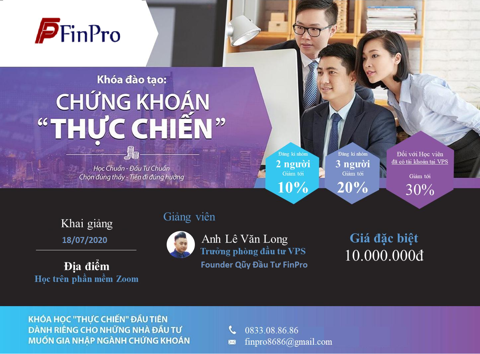 FinPro
Khóa đào tạo:
CHỨNG KHOÁN
“THỰC CHIẾN”
Học Chuẩn - Đầu Tư Chuẩn
Chọn đúng thầy - Tiến đi đúng hướng
Đăng kí nhóm
2 người
Giảm tới
10%
Đăng kí nhóm
3 người
Giảm tới
20%
Đối với Học viên
đã có tài khoản tại VPS
Giảm tới
30%
Khai giảng
18/07/2020
Địa điểm
Học trên phần mềm Zoom
Giảng viên
Anh Lê Văn Long
Trưởng phòng đầu tư VPS
Founder Qũy Đầu Tư FinPro
Giá đặc biệt
10.000.000đ
KHÓA HỌC "THỰC CHIẾN" ĐẦU TIÊN
DÀNH RIÊNG CHO NHỮNG NHÀ ĐẦU TƯ
MUỐN GIA NHẬP NGÀNH CHỨNG KHOÁN
0833.08.86.86
finpro8686@gmail.com